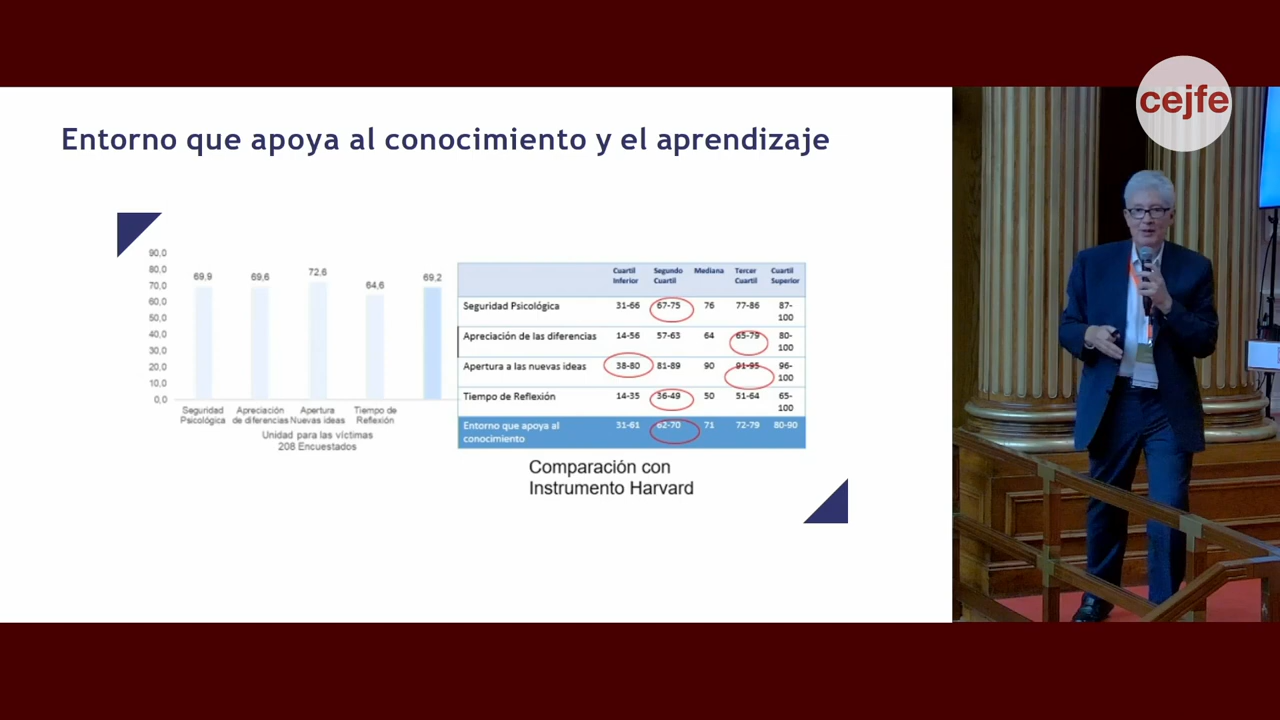 cejfe
Entorno que apoya al conocimiento y el aprendizaje
90,0
80,0
70,0
60,0
50,0
40,0
30,0
20,0
10,0
0,0
69,9
69,6
72,6
64,6
69,2
Seguridad Psicológica
Apreciación de diferencias
Apertura Nuevas ideas
Tiempo de Reflexión
Unidad para las víctimas
208 Encuestados
Cuartil Inferior Segundo Cuartil Mediana Tercer Cuartil Cuartil Superior
Seguridad Psicológica 31-66 67-75 76 77-86 87-100
Apreciación de las diferencias 14-56 57-63 64 65-79 80-100
Apertura a las nuevas ideas 38-80 81-89 90 91-95 96-100
Tiempo de Reflexión 14-35 36-49 50 51-64 65-100
Entorno que apoya al conocimiento 31-61 62-70 71 72-79 80-90
Comparación con
Instrumento Harvard